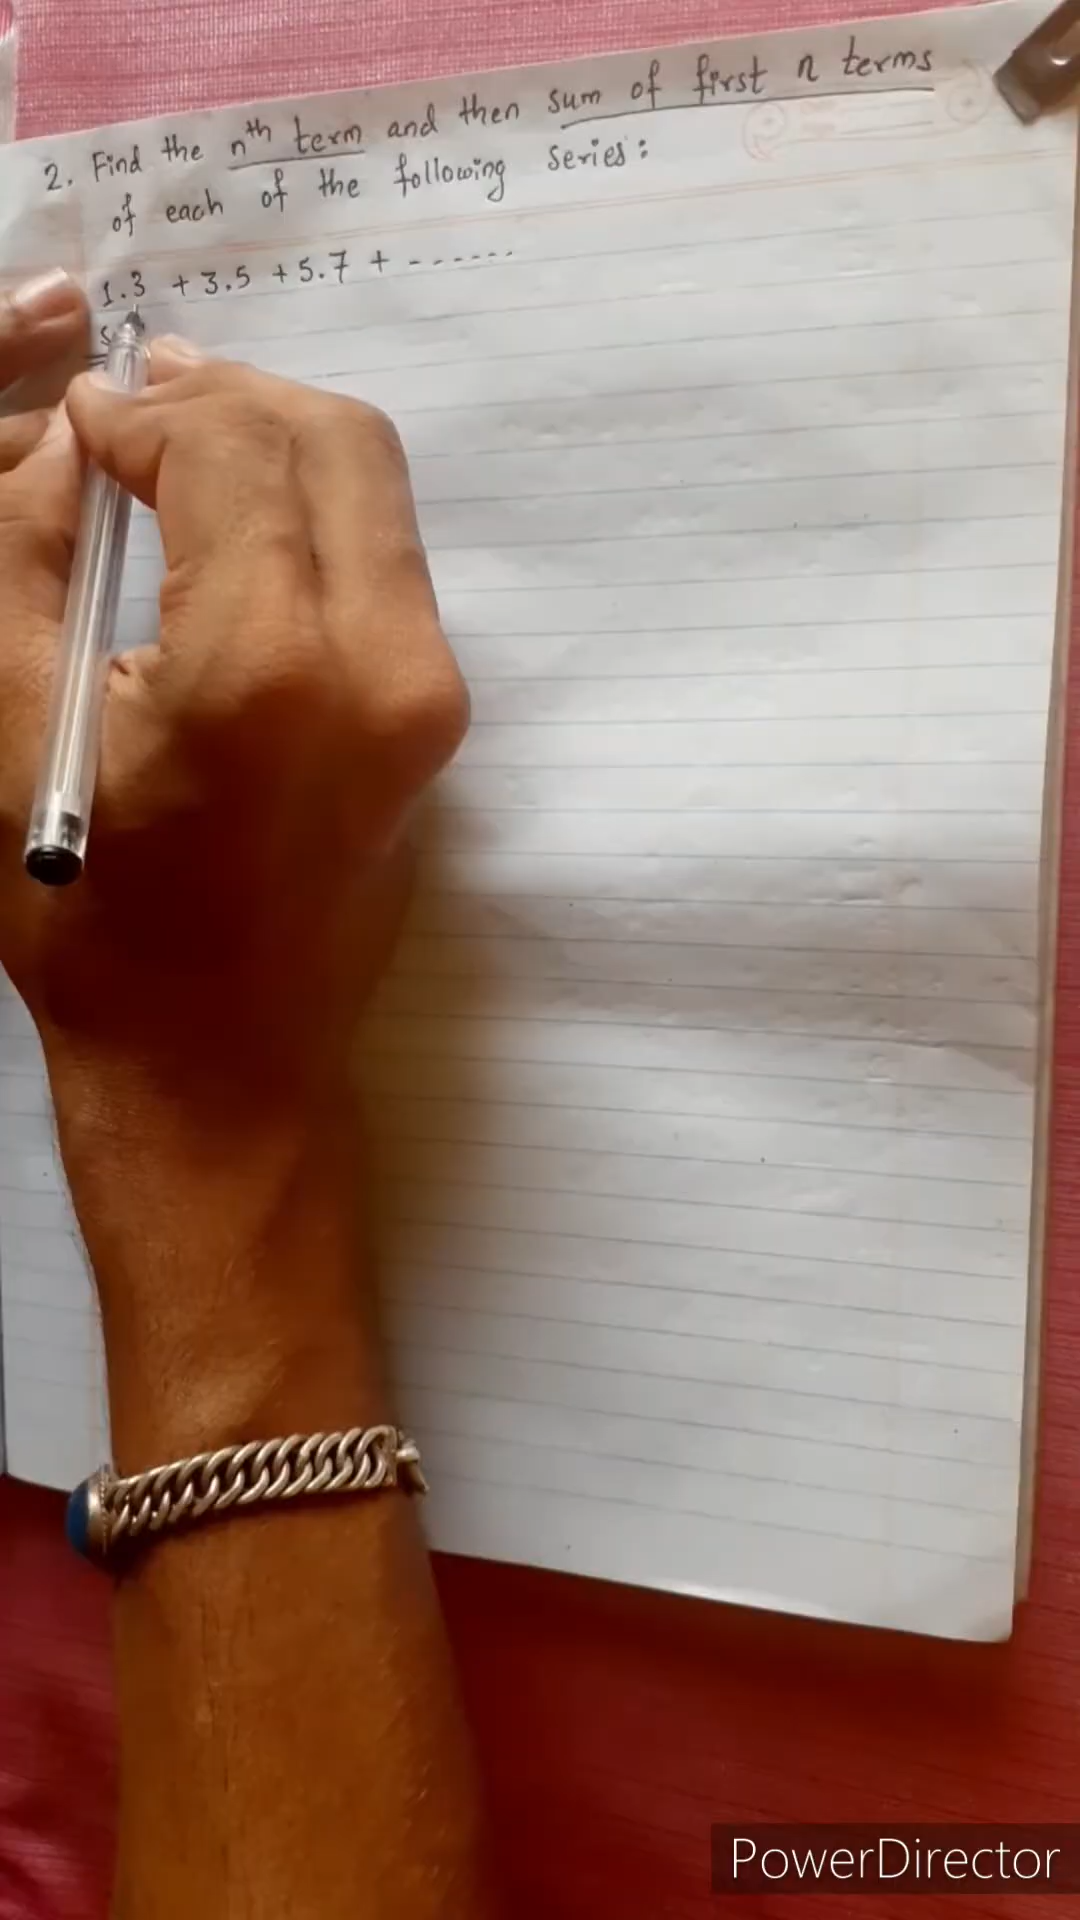 2. Find the nth term and then sum of first n terms
of each of the following series:
1.3 + 3.5 + 5.7 + - - - - - -
PowerDirector